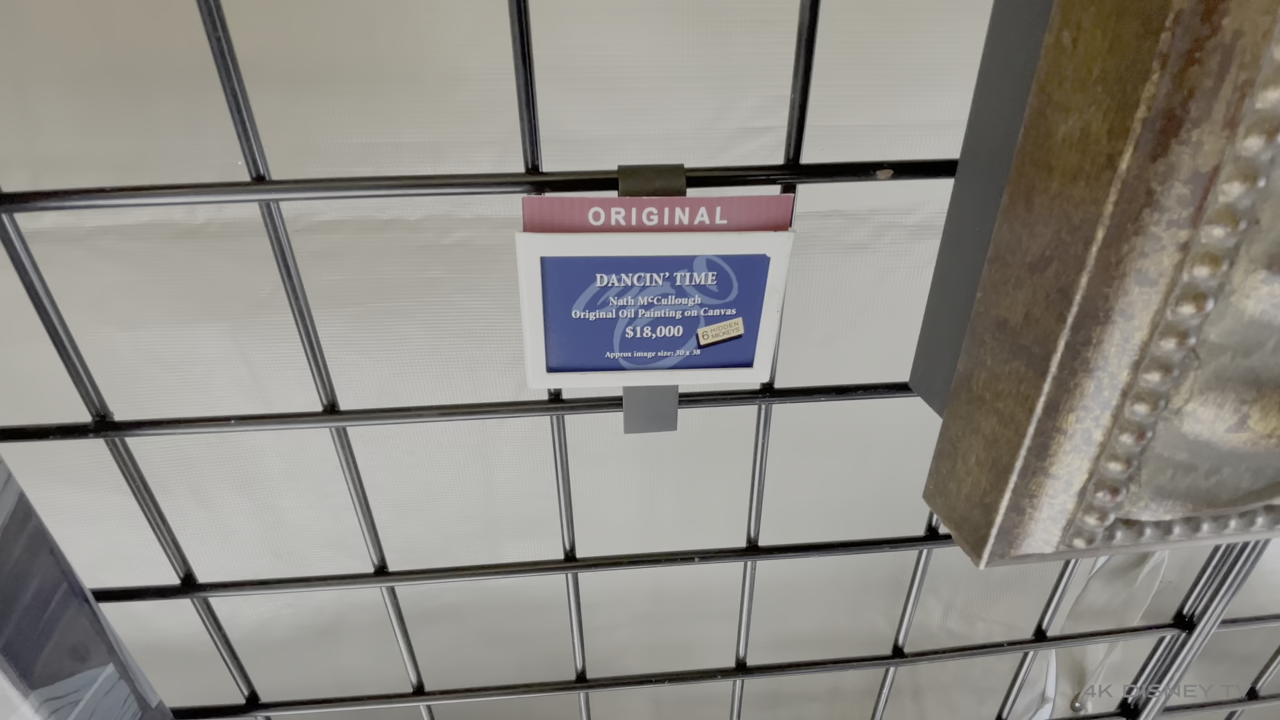 ORIGINAL
DANCIN' TIME
Nath McCullough
Original Oil Painting on Canvas
$18,000
6 HIDDEN MICKEYS
Approx image size: 30 x 38
4K DISNEY TV